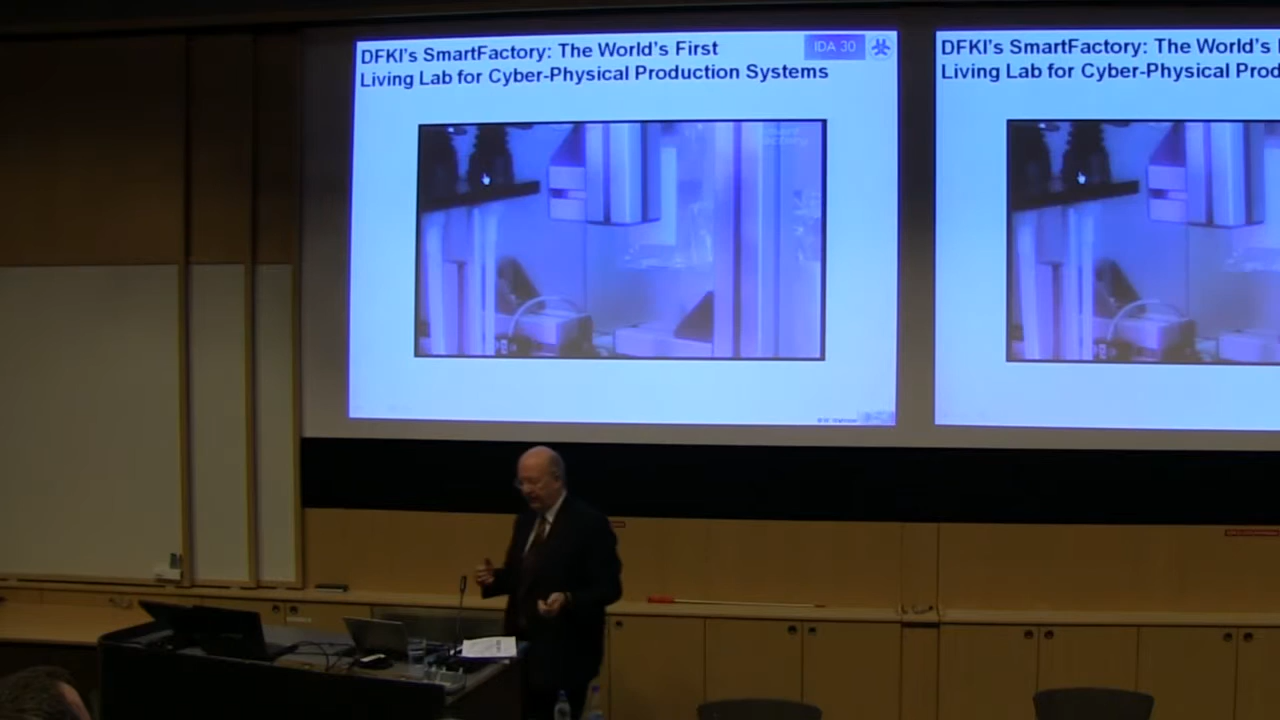 DFKI's SmartFactory: The World's First
Living Lab for Cyber-Physical Production Systems
IDA 30
DFKI's SmartFactory: The World's
Living Lab for Cyber-Physical Prod